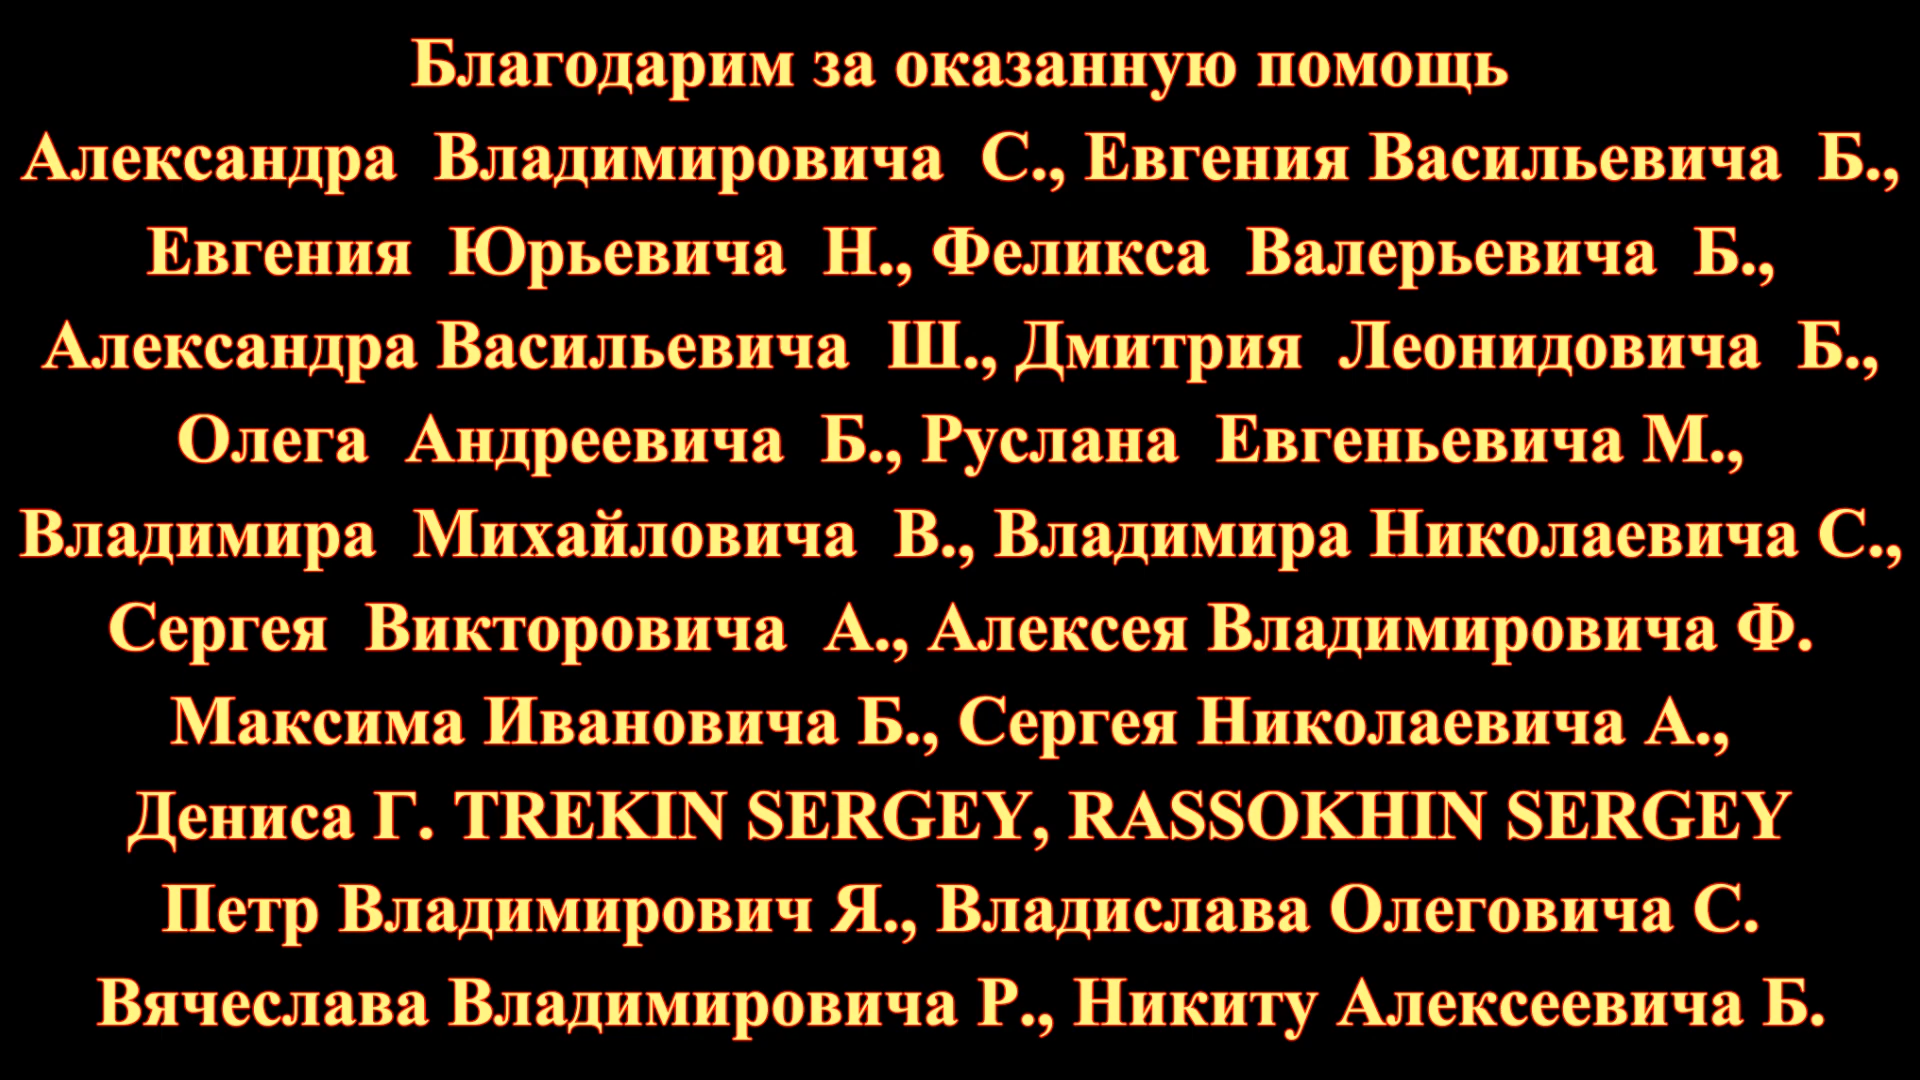 Благодарим за оказанную помощь
Александра Владимировича С., Евгения Васильевича Б.,
Евгения Юрьевича Н., Феликса Валерьевича Б.,
Александра Васильевича Ш., Дмитрия Леонидовича Б.,
Олега Андреевича Б., Руслана Евгеньевича М.,
Владимира Михайловича В., Владимира Николаевича С.,
Сергея Викторовича А., Алексея Владимировича Ф.
Максима Ивановича Б., Сергея Николаевича А.,
Дениса Г. TREKIN SERGEY, RASSOKHIN SERGEY
Петр Владимирович Я., Владислава Олеговича С.
Вячеслава Владимировича Р., Никиту Алексеевича Б.